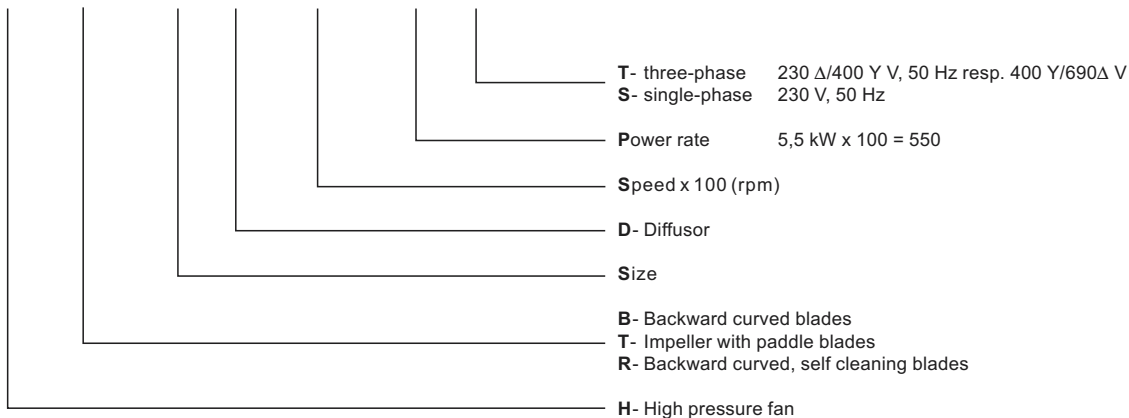 T- three-phase 230 Δ/400 Y V, 50 Hz resp. 400 Y/690Δ V
S- single-phase 230 V, 50 Hz
Power rate 5,5 kW x 100 = 550
Speed x 100 (rpm)
D- Diffusor
Size
B- Backward curved blades
T- Impeller with paddle blades
R- Backward curved, self cleaning blades
H- High pressure fan